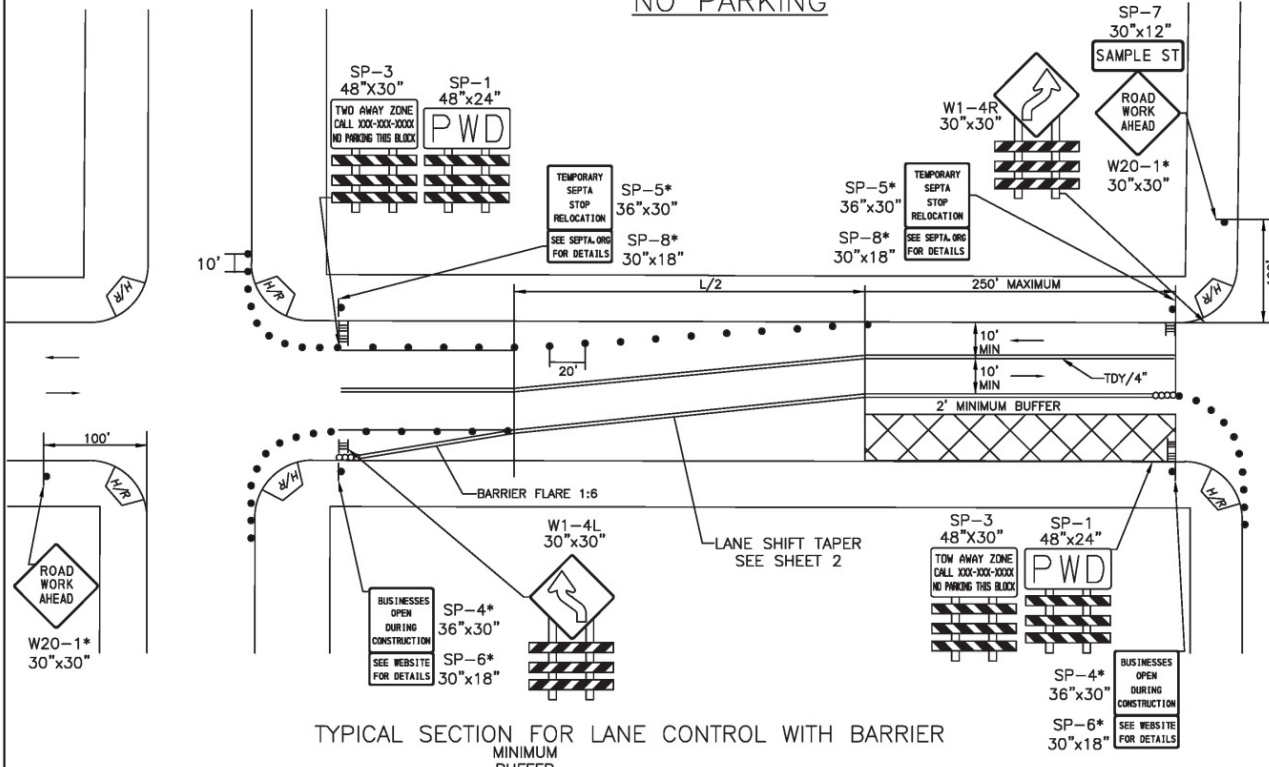 NO PARKING
SP-7
30"x12"
SAMPLE ST
ROAD
WORK
AHEAD
W20-1*
30"x30"
W1-4R
30"x30"
SP-3
48"X30"
TWO AWAY ZONE
CALL XXX-XXX-XXXX
NO PARKING THIS BLOCK
SP-1
48"x24"
PWD
TEMPORARY
SEPTA
STOP
RELOCATION
SP-5*
36"x30"
SEE SEPTA.ORG
FOR DETAILS
SP-8*
30"x18"
SP-5*
36"x30"
TEMPORARY
SEPTA
STOP
RELOCATION
SP-8*
30"x18"
SEE SEPTA.ORG
FOR DETAILS
10'
H/R
H/R
H/R
L/2
250' MAXIMUM
20'
10'
MIN
10'
MIN
TDY/4"
2' MINIMUM BUFFER
100'
H/R
H/R
H/R
BARRIER FLARE 1:6
LANE SHIFT TAPER
SEE SHEET 2
ROAD
WORK
AHEAD
W20-1*
30"x30"
BUSINESSES
OPEN
DURING
CONSTRUCTION
SP-4*
36"x30"
SEE WEBSITE
FOR DETAILS
SP-6*
30"x18"
W1-4L
30"x30"
SP-3
48"X30"
TOW AWAY ZONE
CALL XXX-XXX-XXXX
NO PARKING THIS BLOCK
SP-1
48"x24"
PWD
SP-4*
36"x30"
BUSINESSES
OPEN
DURING
CONSTRUCTION
SP-6*
30"x18"
SEE WEBSITE
FOR DETAILS
TYPICAL SECTION FOR LANE CONTROL WITH BARRIER
MINIMUM
BUFFER